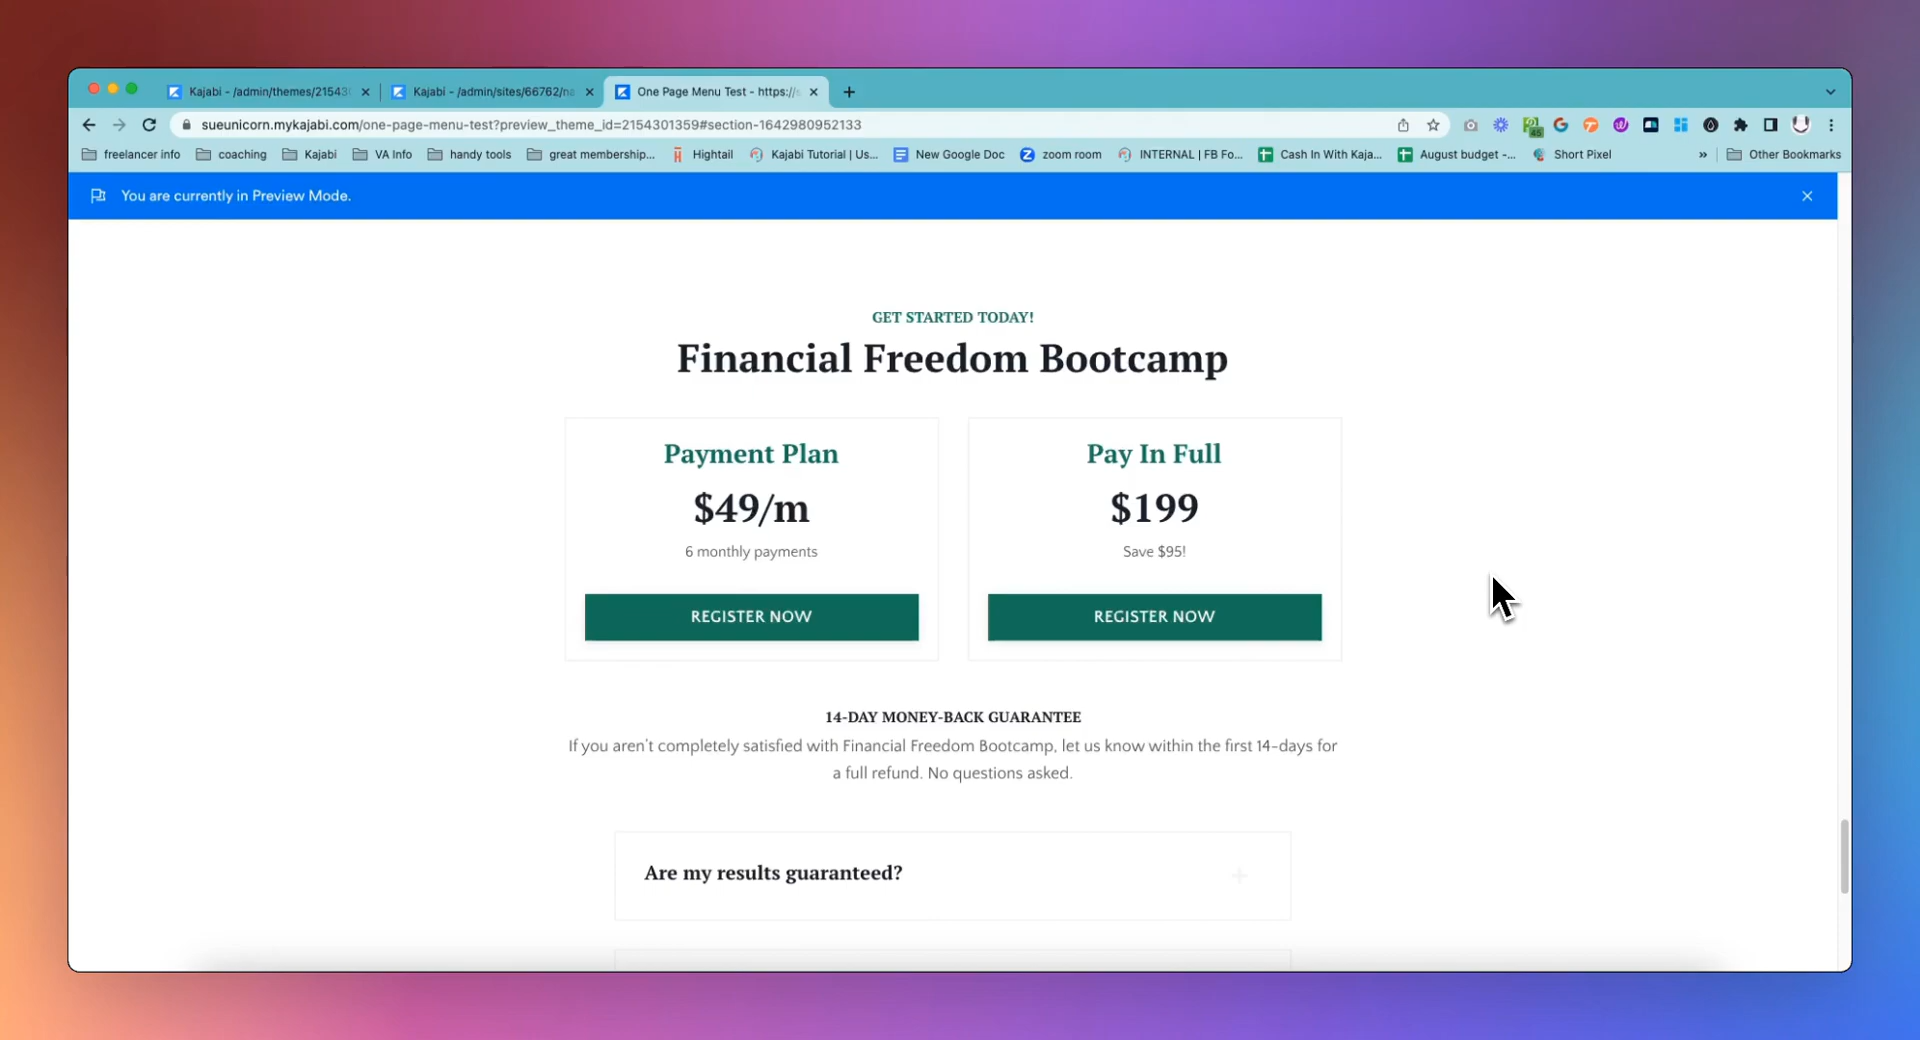 Kajabi - /admin/themes/21543
Kajabi - /admin/sites/66762/na
One Page Menu Test - https://s
sueunicorn.mykajabi.com/one-page-menu-test?preview_theme_id=2154301359#section-1642980952133
freelancer info
coaching
Kajabi
VA Info
handy tools
great membership...
Hightail
Kajabi Tutorial | Us...
New Google Doc
zoom room
INTERNAL | FB Fo...
Cash In With Kaja...
August budget -...
Short Pixel
»
Other Bookmarks
You are currently in Preview Mode.
GET STARTED TODAY!
Financial Freedom Bootcamp
Payment Plan
$49/m
6 monthly payments
REGISTER NOW
Pay In Full
$199
Save $95!
REGISTER NOW
14-DAY MONEY-BACK GUARANTEE
If you aren't completely satisfied with Financial Freedom Bootcamp, let us know within the first 14-days for
a full refund. No questions asked.
Are my results guaranteed?